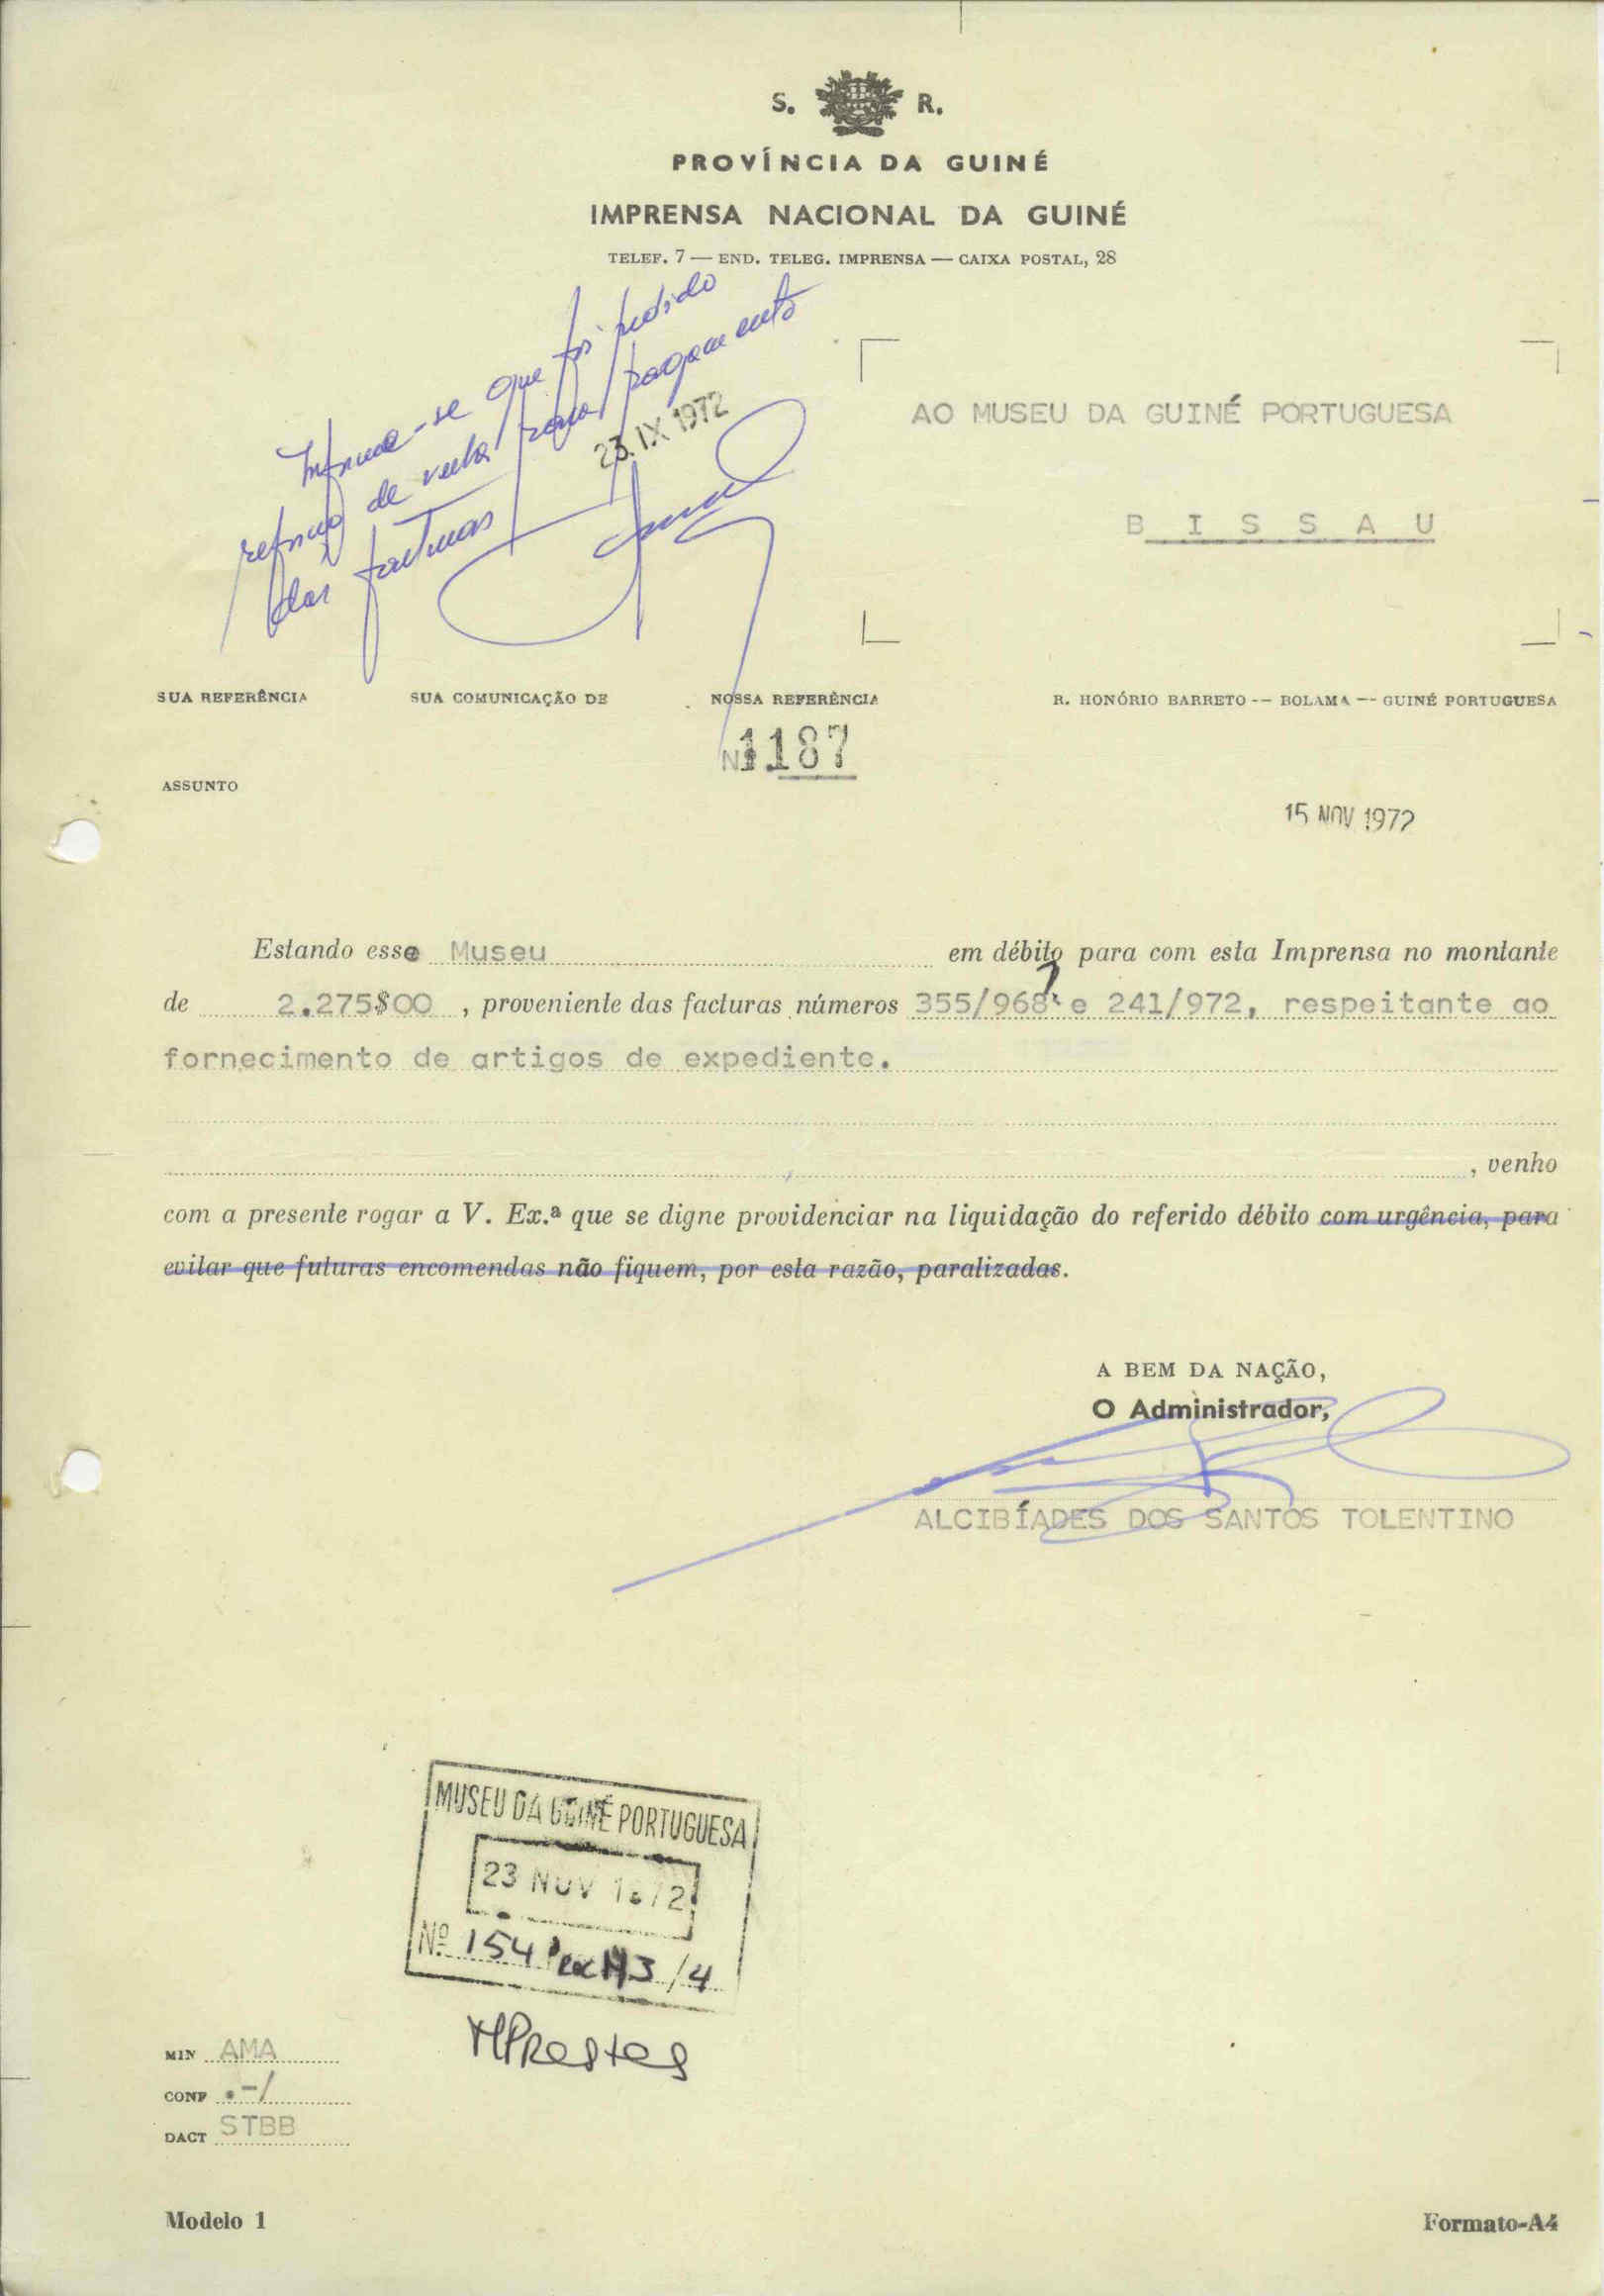 S. R.
PROVÍNCIA DA GUINÉ
IMPRENSA NACIONAL DA GUINÉ
TELEF. 7 — END. TELEG. IMPRENSA — CAIXA POSTAL, 28
Informe-se que foi pedido
reforço de verba para pagamento
das facturas
23. IX 1972
AO MUSEU DA GUINÉ PORTUGUESA
B I S S A U
SUA REFERÊNCIA SUA COMUNICAÇÃO DE NOSSA REFERÊNCIA R. HONÓRIO BARRETO -- BOLAMA -- GUINÉ PORTUGUESA
Nº 1187
ASSUNTO
15 NOV 1972
Estando esse Museu em débito para com esta Imprensa no montante
de 2.275$00, proveniente das facturas números 355/968 e 241/972, respeitante ao
fornecimento de artigos de expediente.
, venho
com a presente rogar a V. Ex.ª que se digne providenciar na liquidação do referido débito com urgência, para
evitar que futuras encomendas não fiquem, por esta razão, paralizadas.
A BEM DA NAÇÃO,
O Administrador,
ALCIBÍADES DOS SANTOS TOLENTINO
MUSEU DA GUINÉ PORTUGUESA
23 NOV 1972
Nº 154 /4
MPRestes
MIN AMA
CONF .-/
DACT STBB
Modelo 1 Formato-A4